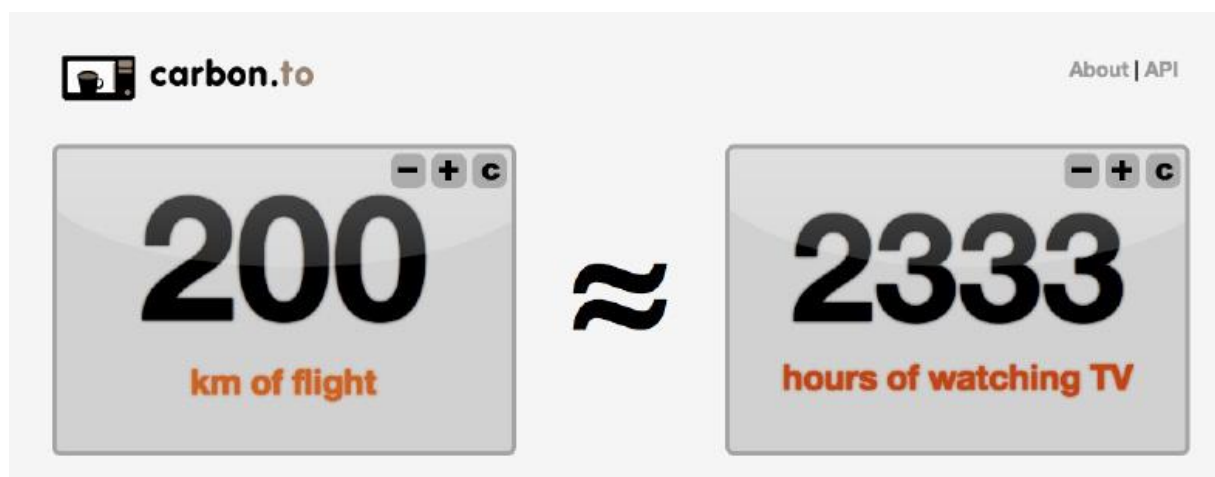 carbon.to
About | API
- + c
200
km of flight
≈
- + c
2333
hours of watching TV